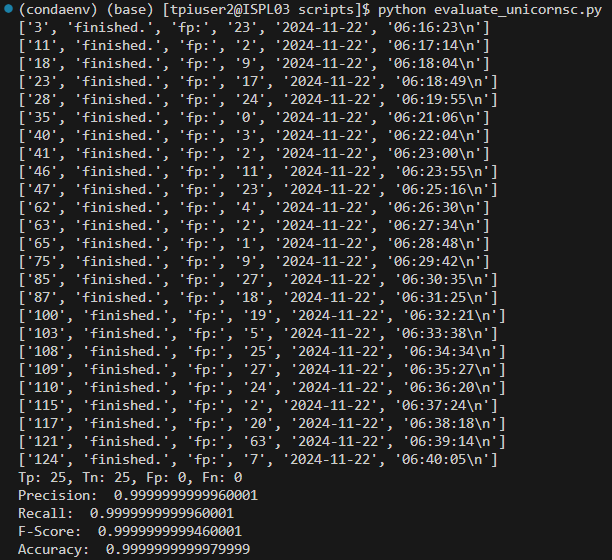 (condaenv) (base) [tpiuser2@ISPL03 scripts]$ python evaluate_unicornsc.py
['3', 'finished.', 'fp:', '23', '2024-11-22', '06:16:23\n']
['11', 'finished.', 'fp:', '2', '2024-11-22', '06:17:14\n']
['18', 'finished.', 'fp:', '9', '2024-11-22', '06:18:04\n']
['23', 'finished.', 'fp:', '17', '2024-11-22', '06:18:49\n']
['28', 'finished.', 'fp:', '24', '2024-11-22', '06:19:55\n']
['35', 'finished.', 'fp:', '0', '2024-11-22', '06:21:06\n']
['40', 'finished.', 'fp:', '3', '2024-11-22', '06:22:04\n']
['41', 'finished.', 'fp:', '2', '2024-11-22', '06:23:00\n']
['46', 'finished.', 'fp:', '11', '2024-11-22', '06:23:55\n']
['47', 'finished.', 'fp:', '23', '2024-11-22', '06:25:16\n']
['62', 'finished.', 'fp:', '4', '2024-11-22', '06:26:30\n']
['63', 'finished.', 'fp:', '2', '2024-11-22', '06:27:34\n']
['65', 'finished.', 'fp:', '1', '2024-11-22', '06:28:48\n']
['75', 'finished.', 'fp:', '9', '2024-11-22', '06:29:42\n']
['85', 'finished.', 'fp:', '27', '2024-11-22', '06:30:35\n']
['87', 'finished.', 'fp:', '18', '2024-11-22', '06:31:25\n']
['100', 'finished.', 'fp:', '19', '2024-11-22', '06:32:21\n']
['103', 'finished.', 'fp:', '5', '2024-11-22', '06:33:38\n']
['108', 'finished.', 'fp:', '25', '2024-11-22', '06:34:34\n']
['109', 'finished.', 'fp:', '27', '2024-11-22', '06:35:27\n']
['110', 'finished.', 'fp:', '24', '2024-11-22', '06:36:20\n']
['115', 'finished.', 'fp:', '2', '2024-11-22', '06:37:24\n']
['117', 'finished.', 'fp:', '20', '2024-11-22', '06:38:18\n']
['121', 'finished.', 'fp:', '63', '2024-11-22', '06:39:14\n']
['124', 'finished.', 'fp:', '7', '2024-11-22', '06:40:05\n']
Tp: 25, Tn: 25, Fp: 0, Fn: 0
Precision:  0.9999999999960001
Recall:  0.9999999999960001
F-Score:  0.9999999999460001
Accuracy:  0.9999999999979999